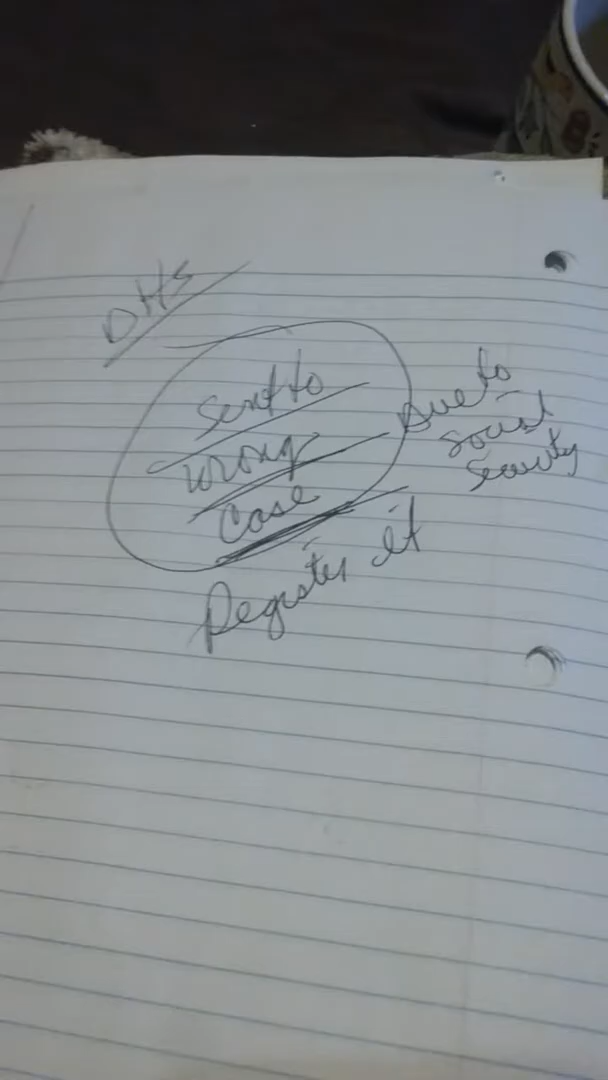 DHS
Sent to
wrong
Case
Due to
Social
Security
Register it